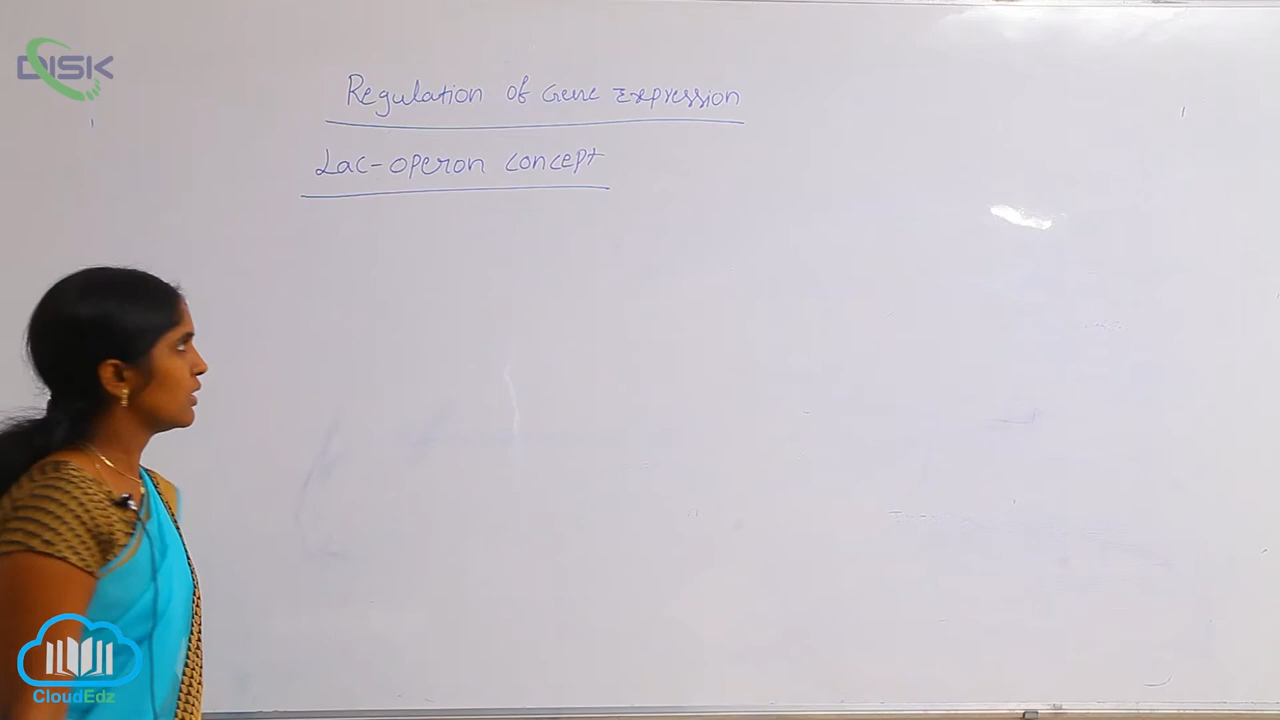 DISK
Regulation of Gene Expression
Lac-operon concept
CloudEdz